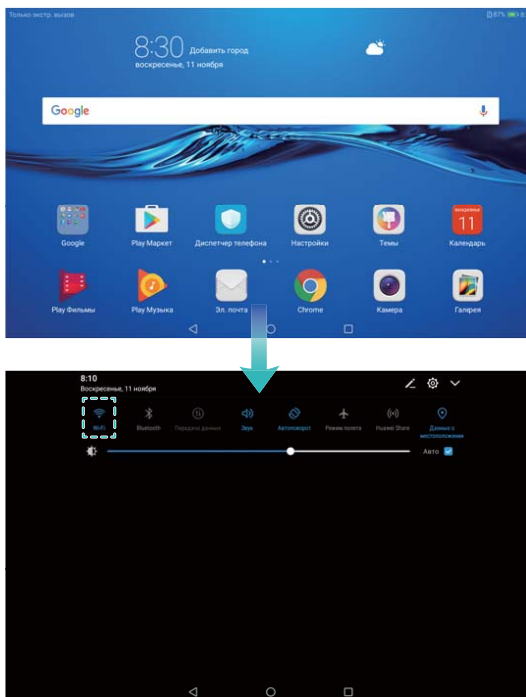 Только экстр. вызов
87%
8:30 Добавить город
воскресенье, 11 ноября
Google
воскресенье
11
Google Play Маркет Диспетчер телефона Настройки Темы Календарь
Play Фильмы Play Музыка Эл. почта Chrome Камера Галерея
8:10
Воскресенье, 11 ноября
Wi-Fi Bluetooth Передача данных Звук Автоповорот Режим полета Huawei Share Данные о
местоположении
Авто